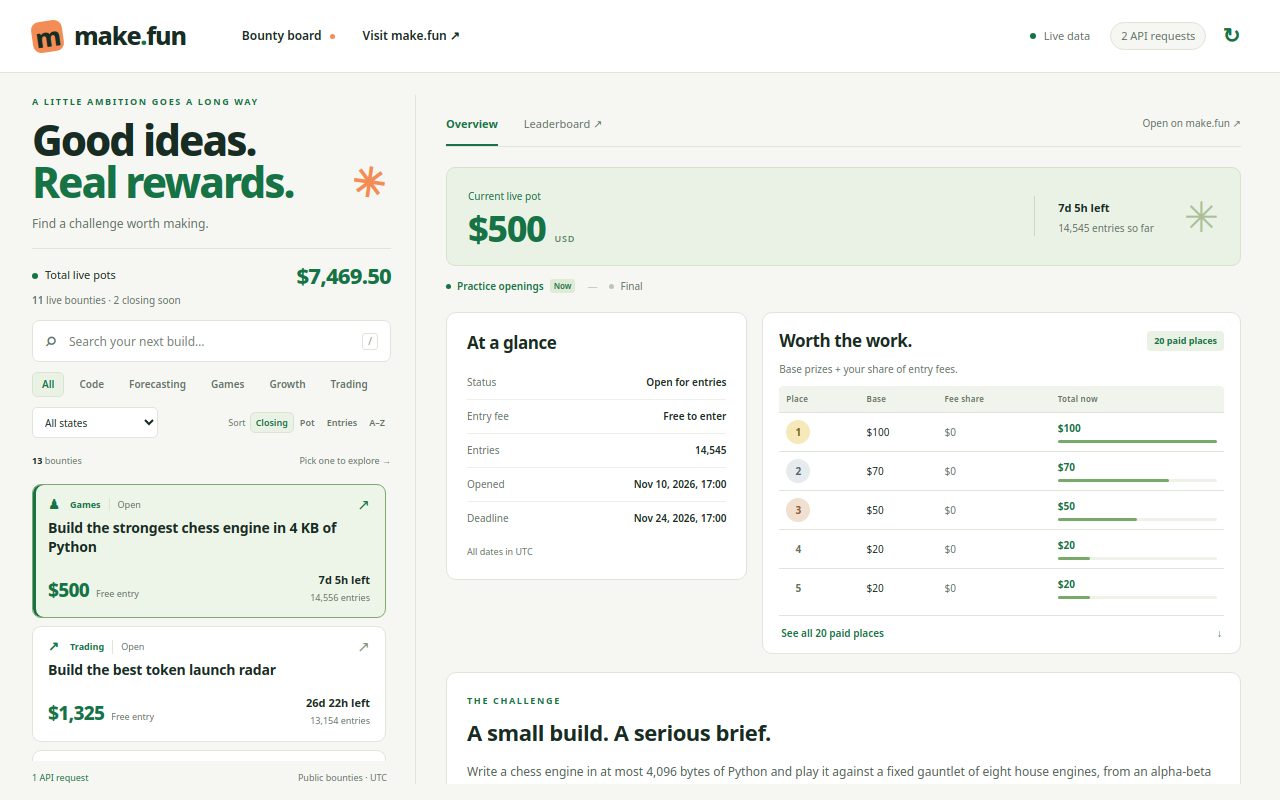 m make.fun
Bounty board
Visit make.fun ↗
Live data
2 API requests
↻
A LITTLE AMBITION GOES A LONG WAY
Good ideas.
Real rewards.
Find a challenge worth making.
Total live pots $7,469.50
11 live bounties · 2 closing soon
Search your next build... /
All Code Forecasting Games Growth Trading
All states Sort Closing Pot Entries A–Z
13 bounties Pick one to explore →
Games Open ↗
Build the strongest chess engine in 4 KB of
Python
7d 5h left
$500 Free entry
14,556 entries
↗ Trading Open ↗
Build the best token launch radar
26d 22h left
$1,325 Free entry
13,154 entries
1 API request Public bounties · UTC
Overview Leaderboard ↗ Open on make.fun ↗
Current live pot
$500 USD
7d 5h left
14,545 entries so far
Practice openings Now — Final
At a glance
Status Open for entries
Entry fee Free to enter
Entries 14,545
Opened Nov 10, 2026, 17:00
Deadline Nov 24, 2026, 17:00
All dates in UTC
Worth the work. 20 paid places
Base prizes + your share of entry fees.
Place Base Fee share Total now
1 $100 $0 $100
2 $70 $0 $70
3 $50 $0 $50
4 $20 $0 $20
5 $20 $0 $20
See all 20 paid places ↓
THE CHALLENGE
A small build. A serious brief.
Write a chess engine in at most 4,096 bytes of Python and play it against a fixed gauntlet of eight house engines, from an alpha-beta